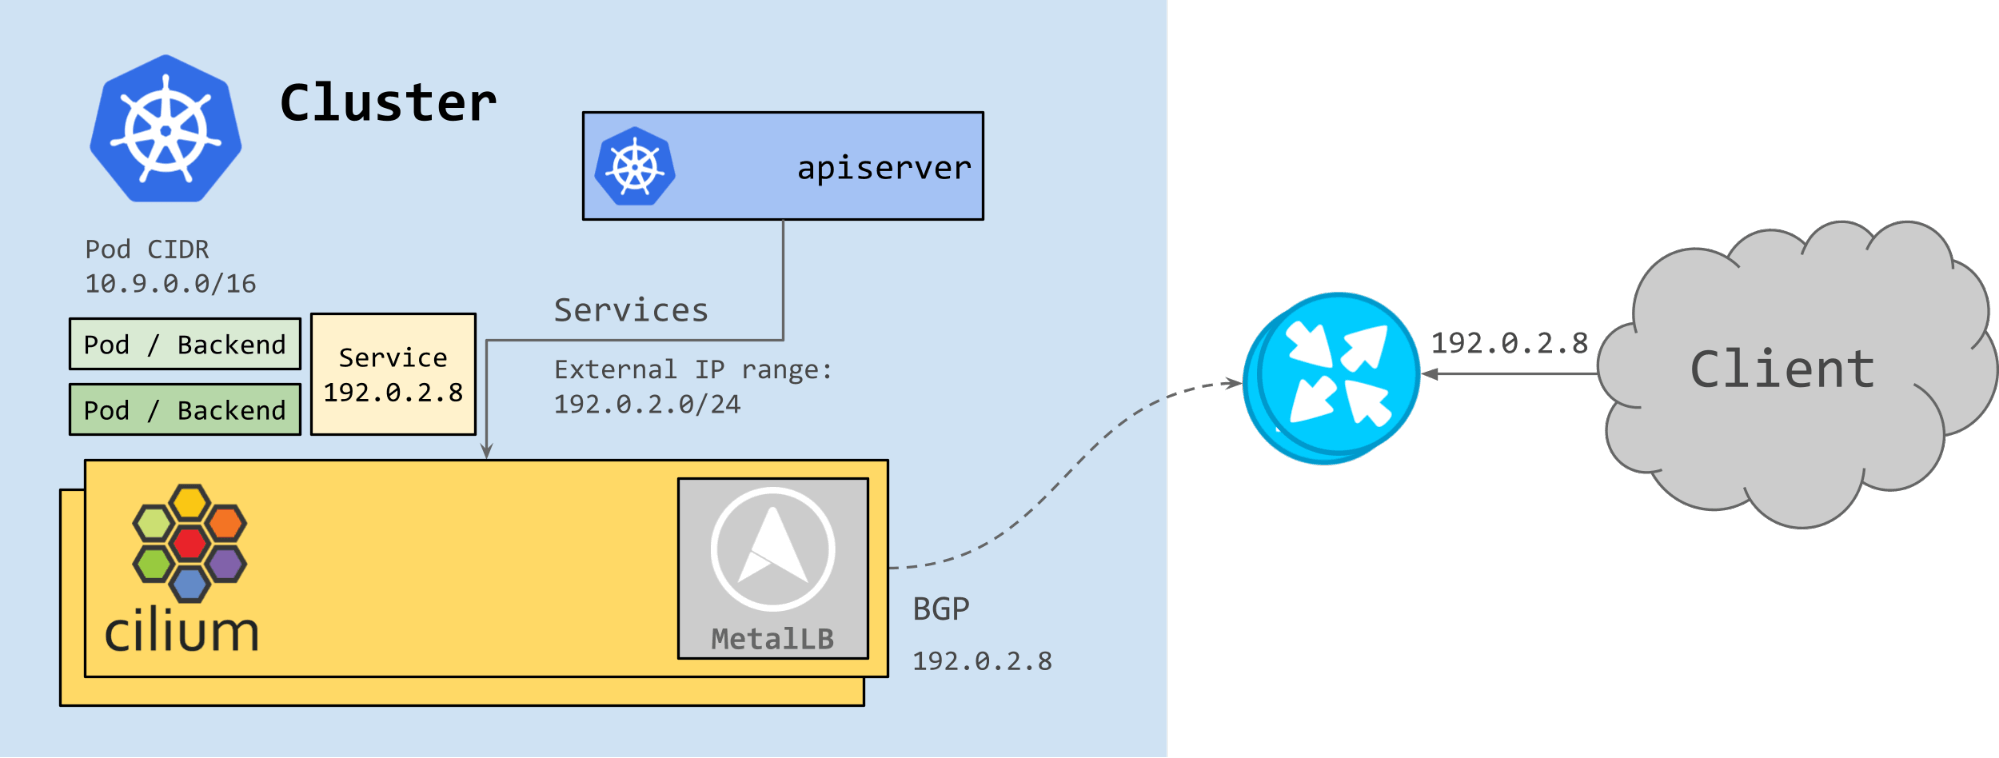 Cluster
apiserver
Pod CIDR
10.9.0.0/16
Pod / Backend
Pod / Backend
Service
192.0.2.8
Services
External IP range:
192.0.2.0/24
cilium
MetalLB
BGP
192.0.2.8
192.0.2.8
Client